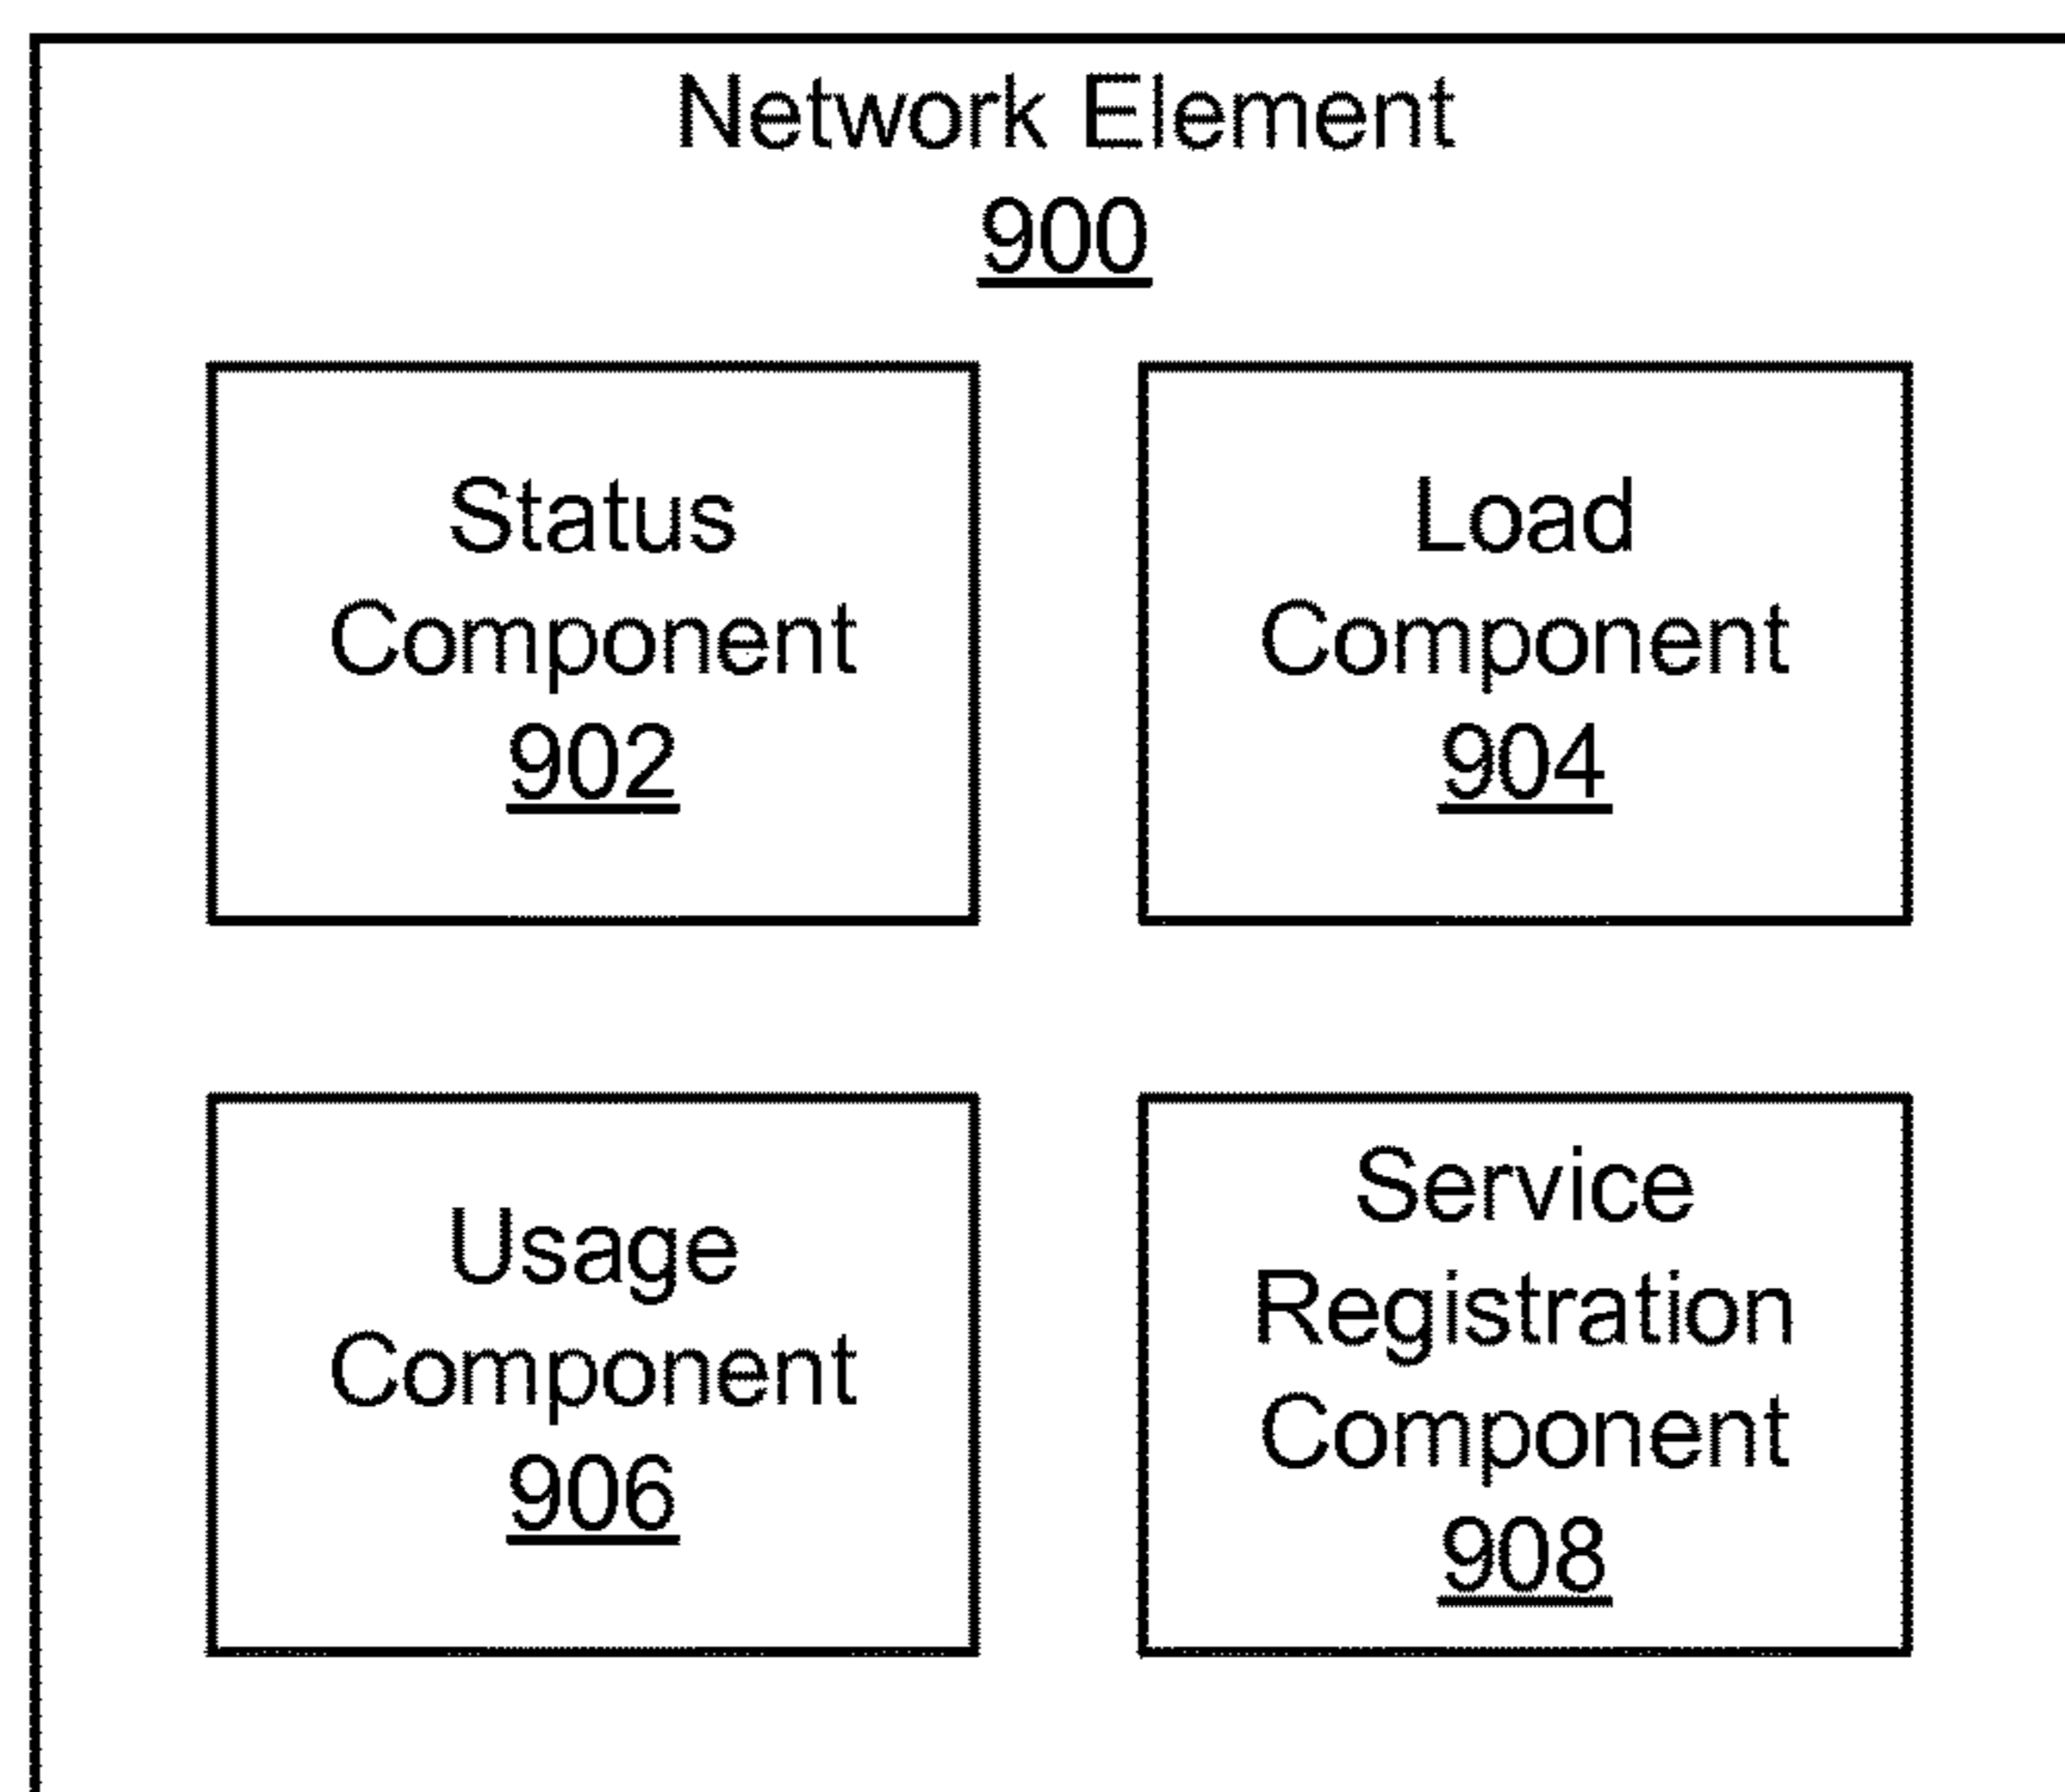 Network Element
900
Status
Component
902
Load
Component
904
Usage
Component
906
Service
Registration
Component
908